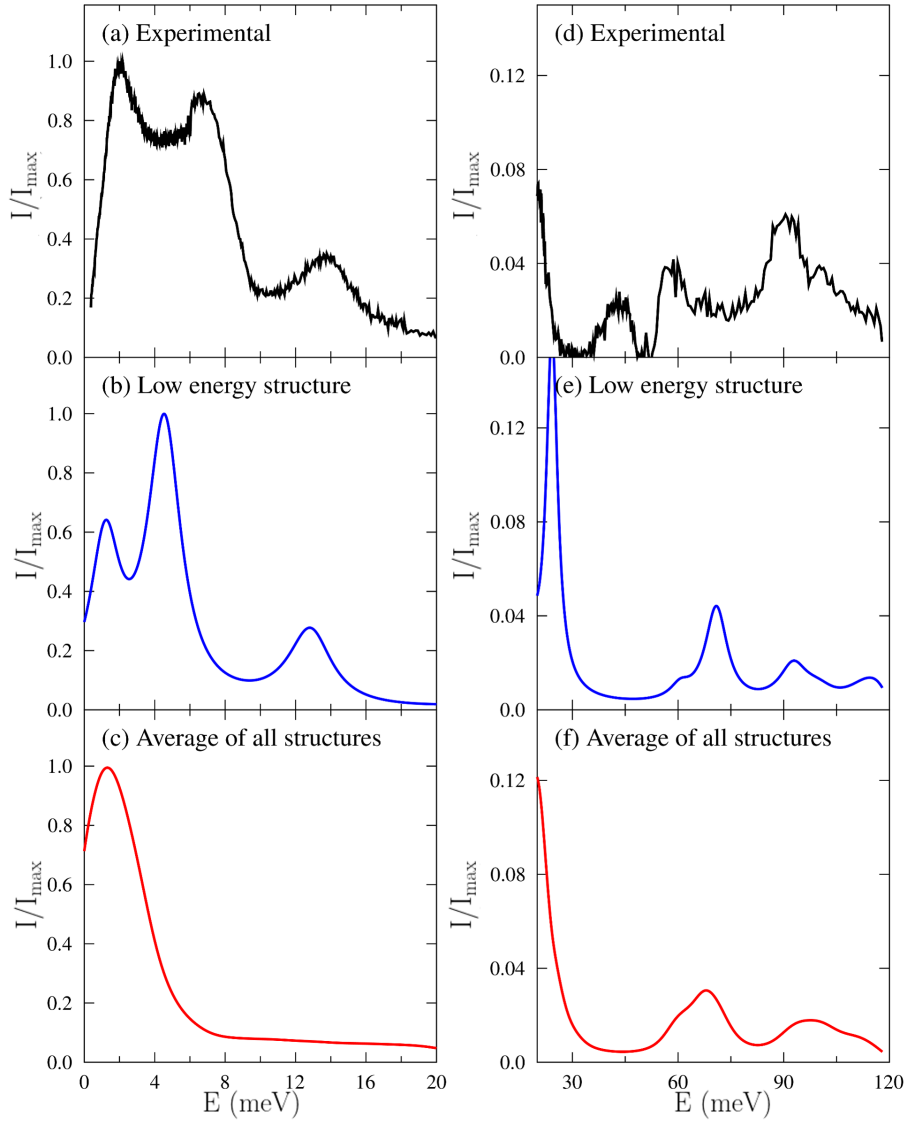 (a) Experimental
1.0
0.8
0.6
0.4
0.2
0.0
I/Imax
(b) Low energy structure
1.0
0.8
0.6
0.4
0.2
0.0
I/Imax
(c) Average of all structures
1.0
0.8
0.6
0.4
0.2
0.0
I/Imax
0 4 8 12 16 20
E (meV)
(d) Experimental
0.12
0.08
0.04
0.0
I/Imax
(e) Low energy structure
0.12
0.08
0.04
0.0
I/Imax
(f) Average of all structures
0.12
0.08
0.04
0.0
I/Imax
30 60 90 120
E (meV)